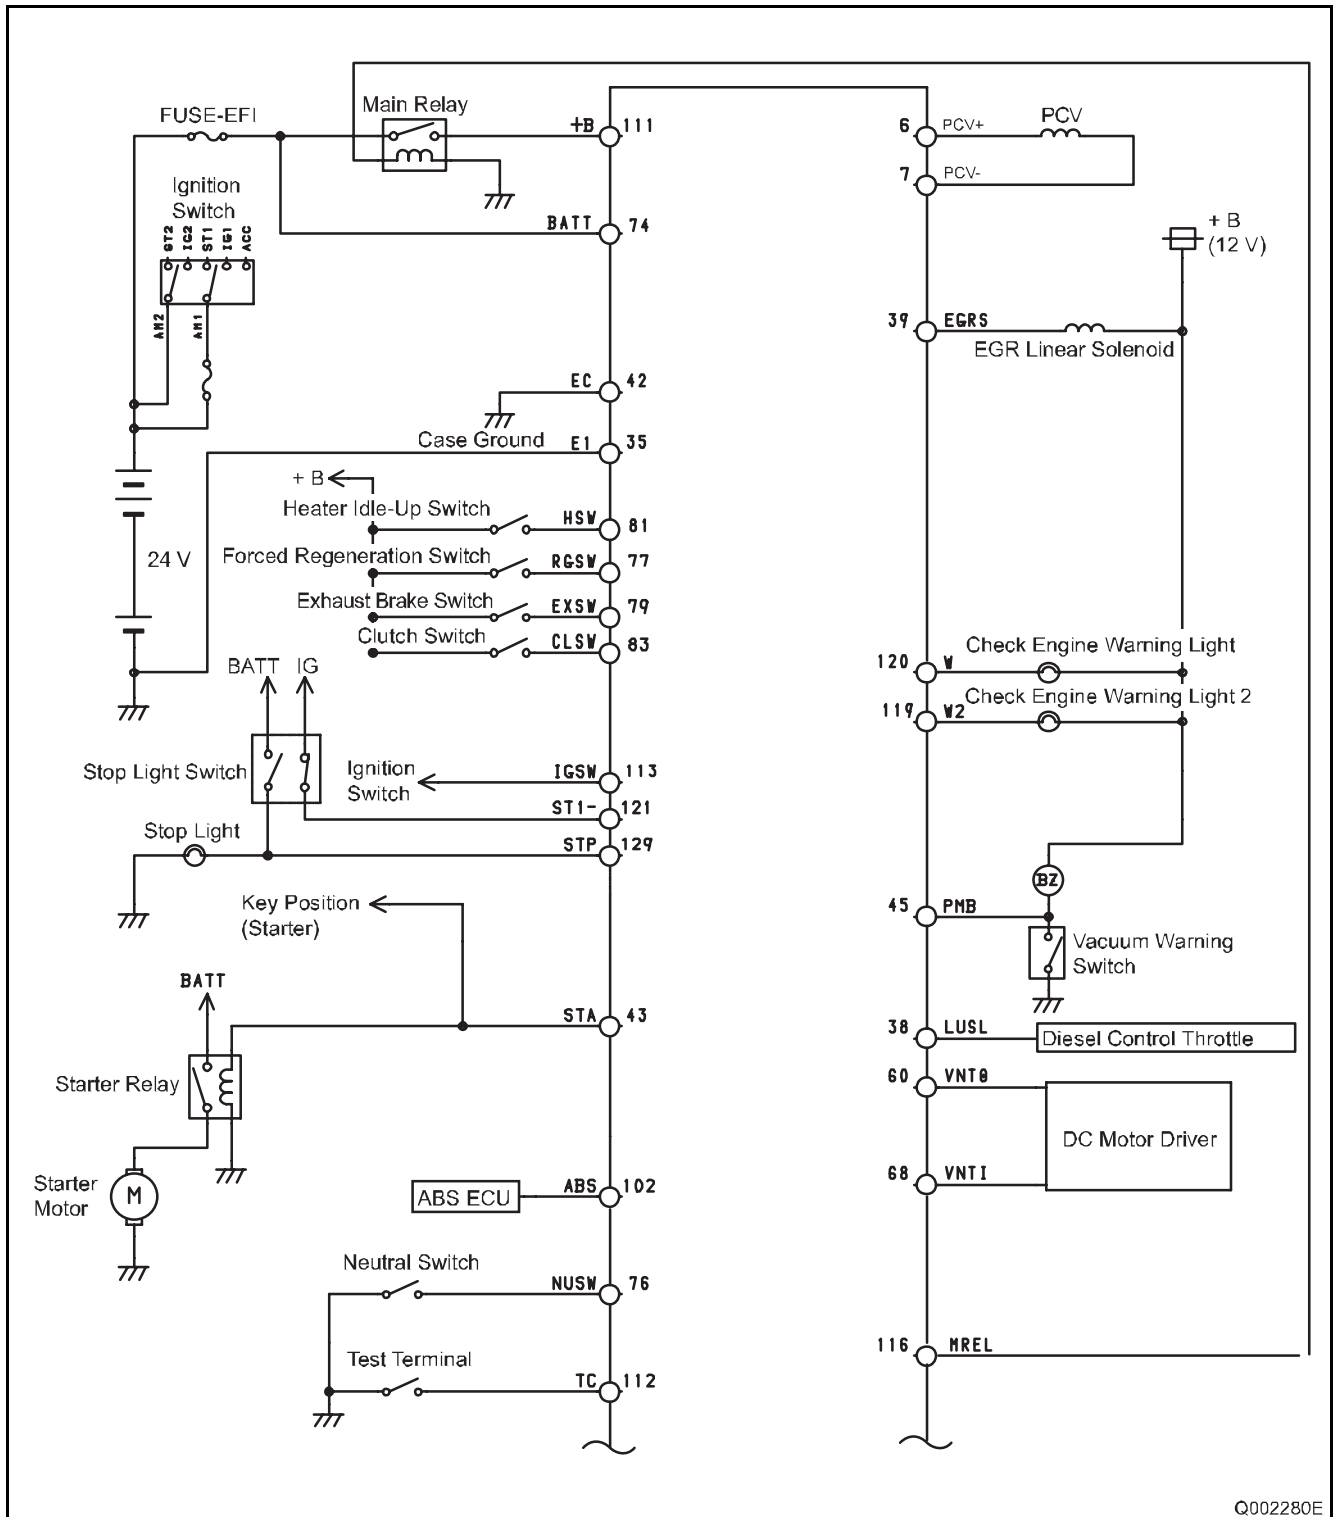 FUSE-EFI
Main Relay
+B 111
Ignition
Switch
ST2
IG2
ST1
IG1
ACC
AM2
AM1
BATT 74
EC 42
Case Ground E1 35
+ B
Heater Idle-Up Switch HSW 81
Forced Regeneration Switch RGSW 77
Exhaust Brake Switch EXSW 79
Clutch Switch CLSW 83
24 V
BATT IG
Stop Light Switch
Ignition
Switch
IGSW 113
ST1- 121
Stop Light
STP 129
Key Position
(Starter)
BATT
STA 43
Starter Relay
Starter
Motor
M
ABS ECU ABS 102
Neutral Switch
NUSW 76
Test Terminal
TC 112
6 PCV+ PCV
7 PCV-
+ B
(12 V)
39 EGRS
EGR Linear Solenoid
Check Engine Warning Light
120 W
Check Engine Warning Light 2
119 W2
BZ
45 PMB
Vacuum Warning
Switch
38 LUSL Diesel Control Throttle
60 VNT0
DC Motor Driver
68 VNTI
116 MREL
Q002280E